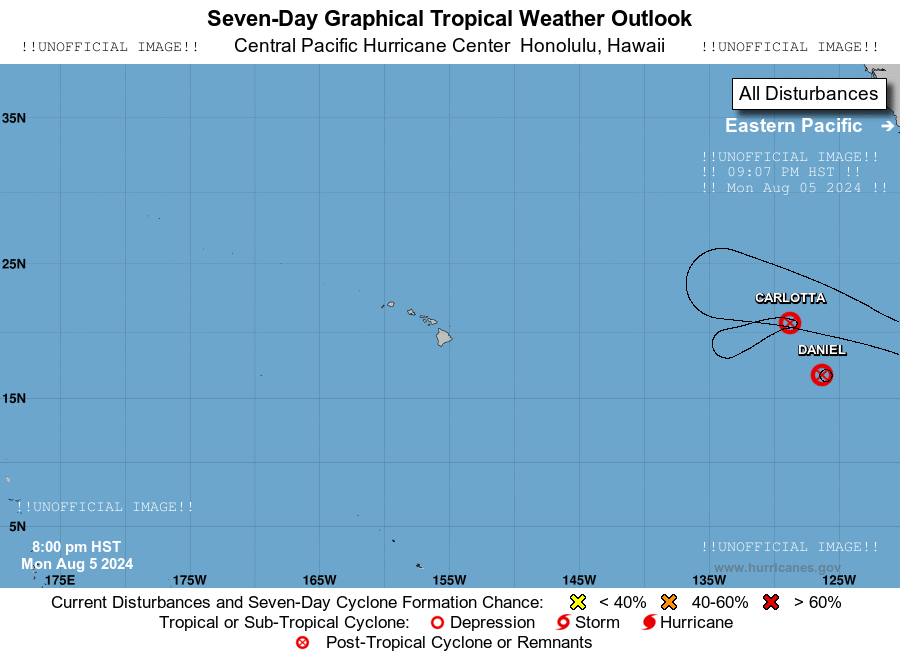 Seven-Day Graphical Tropical Weather Outlook
!!UNOFFICIAL IMAGE!! Central Pacific Hurricane Center Honolulu, Hawaii !!UNOFFICIAL IMAGE!!
All Disturbances
35N
Eastern Pacific →
!!UNOFFICIAL IMAGE!!
!! 09:07 PM HST !!
!! Mon Aug 05 2024 !!
25N
CARLOTTA
DANIEL
15N
!!UNOFFICIAL IMAGE!!
5N
8:00 pm HST
Mon Aug 5 2024
!!UNOFFICIAL IMAGE!!
www.hurricanes.gov
175E 175W 165W 155W 145W 135W 125W
Current Disturbances and Seven-Day Cyclone Formation Chance: < 40% 40-60% > 60%
Tropical or Sub-Tropical Cyclone: Depression Storm Hurricane
Post-Tropical Cyclone or Remnants